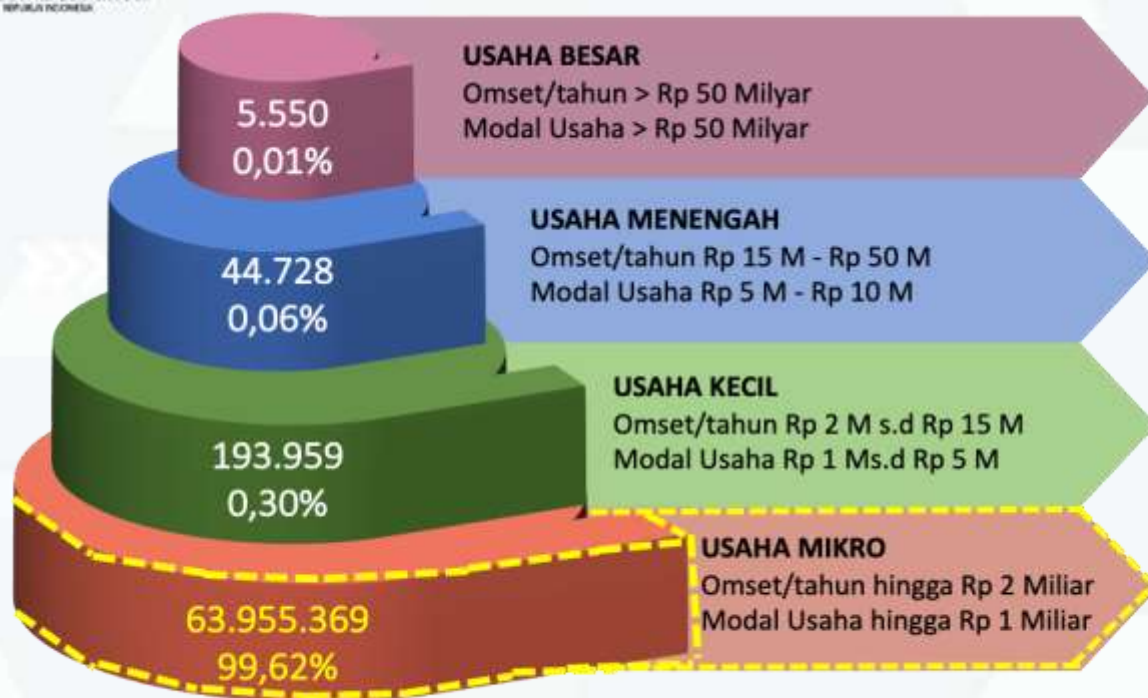 REPUBLIK INDONESIA
5.550
0,01%
USAHA BESAR
Omset/tahun > Rp 50 Milyar
Modal Usaha > Rp 50 Milyar
44.728
0,06%
USAHA MENENGAH
Omset/tahun Rp 15 M - Rp 50 M
Modal Usaha Rp 5 M - Rp 10 M
193.959
0,30%
USAHA KECIL
Omset/tahun Rp 2 M s.d Rp 15 M
Modal Usaha Rp 1 Ms.d Rp 5 M
63.955.369
99,62%
USAHA MIKRO
Omset/tahun hingga Rp 2 Miliar
Modal Usaha hingga Rp 1 Miliar